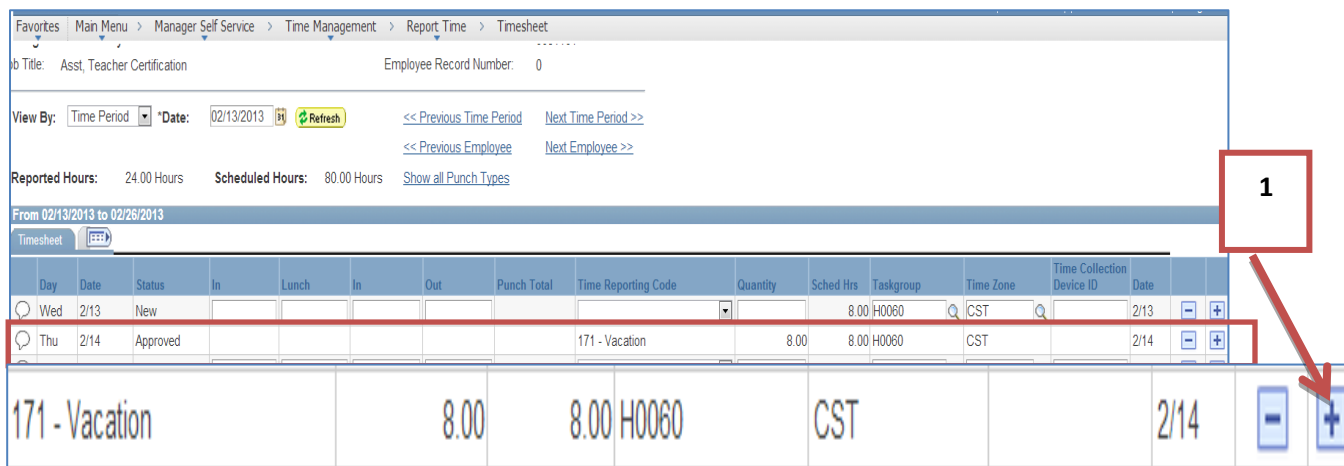 Favorites Main Menu > Manager Self Service > Time Management > Report Time > Timesheet
ob Title: Asst, Teacher Certification Employee Record Number: 0
View By: Time Period *Date: 02/13/2013 31 Refresh << Previous Time Period Next Time Period >>
<< Previous Employee Next Employee >>
Reported Hours: 24.00 Hours Scheduled Hours: 80.00 Hours Show all Punch Types
1
From 02/13/2013 to 02/26/2013
Timesheet
Day Date Status In Lunch In Out Punch Total Time Reporting Code Quantity Sched Hrs Taskgroup Time Zone Time Collection Device ID Date
Wed 2/13 New 8.00 H0060 CST 2/13 - +
Thu 2/14 Approved 171 - Vacation 8.00 8.00 H0060 CST 2/14 - +
171 - Vacation 8.00 8.00 H0060 CST 2/14 - +